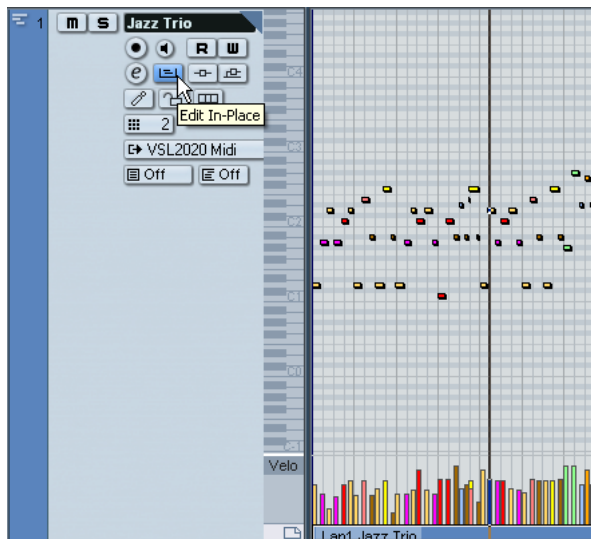 1 m S Jazz Trio
R W
e
Edit In-Place
2
VSL2020 Midi
Off Off
C4
C3
C2
C1
C0
C-1
Velo
Lap1 Jazz Trio